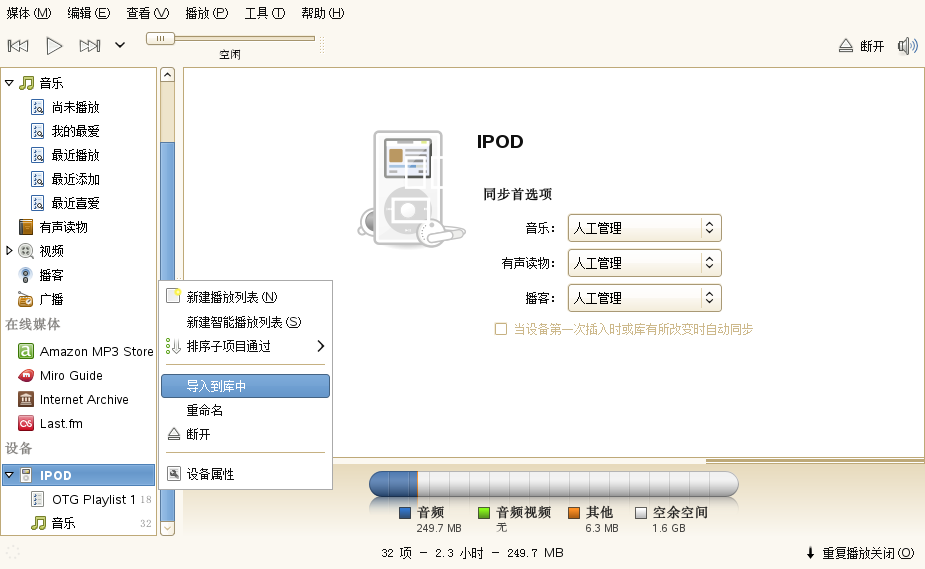 媒体 (M) 编辑 (E) 查看 (V) 播放 (P) 工具 (T) 帮助 (H)
空闲
断开
音乐
尚未播放
我的最爱
最近播放
最近添加
最近喜爱
有声读物
视频
播客
广播
在线媒体
Amazon MP3 Store
Miro Guide
Internet Archive
Last.fm
设备
IPOD
OTG Playlist 1 18
音乐 32
新建播放列表 (N)
新建智能播放列表 (S)
排序子项目通过
导入到库中
重命名
断开
设备属性
IPOD
同步首选项
音乐: 人工管理
有声读物: 人工管理
播客: 人工管理
当设备第一次插入时或库有所改变时自动同步
音频 音频视频 其他 空余空间
249.7 MB 无 6.3 MB 1.6 GB
32 项 − 2.3 小时 − 249.7 MB
重复播放关闭(O)